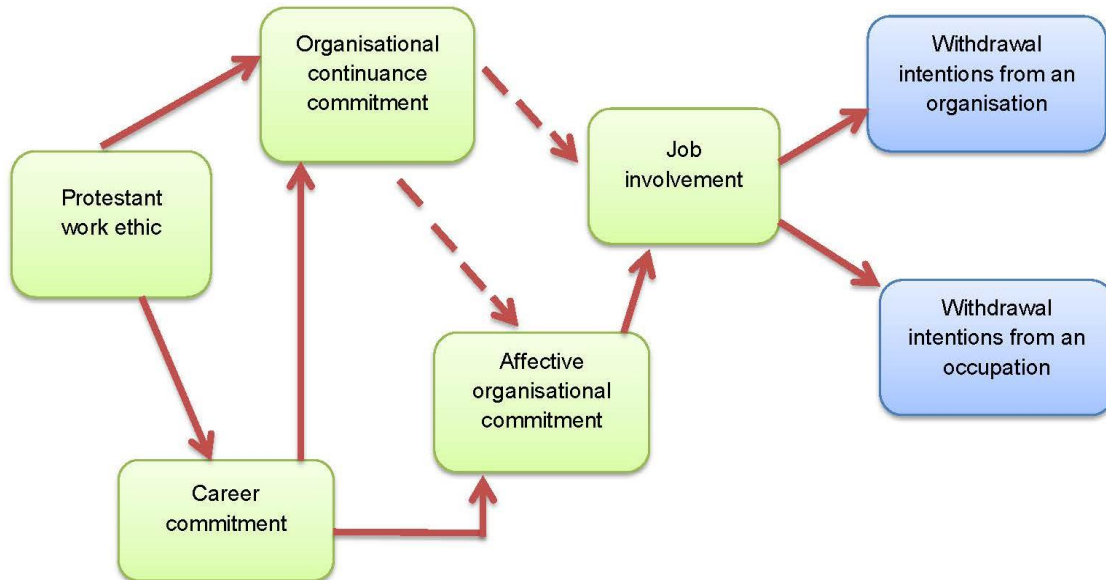 Organisational
continuance
commitment
Withdrawal
intentions from an
organisation
Protestant
work ethic
Job
involvement
Withdrawal
intentions from an
occupation
Affective
organisational
commitment
Career
commitment